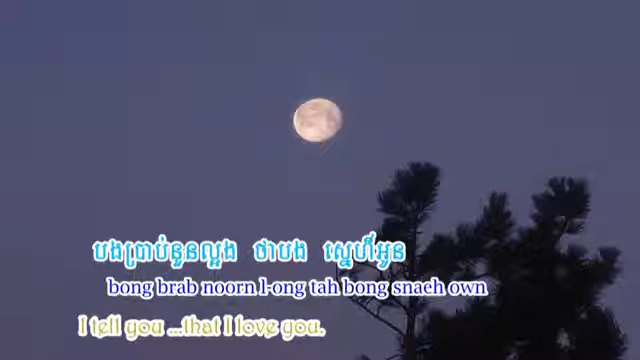 បងប្រាប់នួនល្អង ថាបង ស្នេហ៍អូន
bong brab noorn l-ong tah bong snaeh own
I tell you ...that I love you.